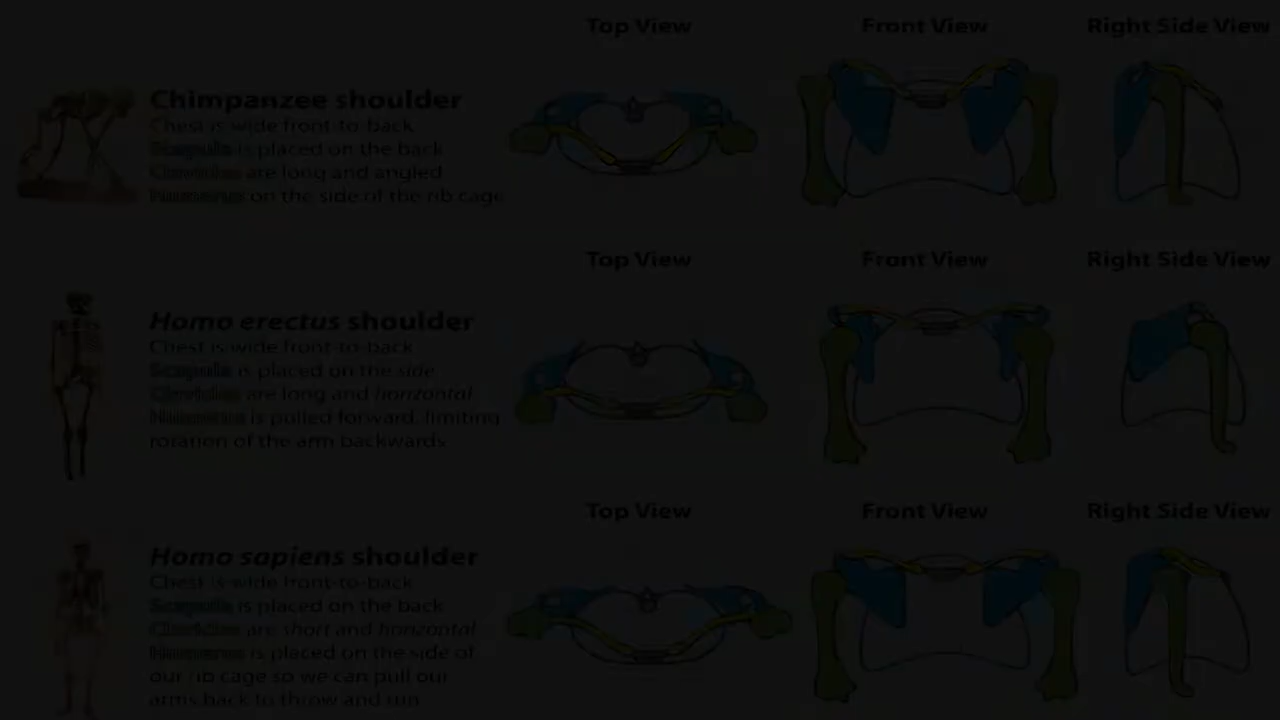 Top View Front View Right Side View
Chimpanzee shoulder
Chest is wide front-to-back
Scapula is placed on the back
Clavicles are long and angled
Humerus on the side of the rib cage
Top View Front View Right Side View
Homo erectus shoulder
Chest is wide front-to-back
Scapula is placed on the side
Clavicles are long and horizontal
Humerus is pulled forward, limiting
rotation of the arm backwards
Top View Front View Right Side View
Homo sapiens shoulder
Chest is wide front-to-back
Scapula is placed on the back
Clavicles are short and horizontal
Humerus is placed on the side of
our rib cage so we can pull our
arms back to throw and run